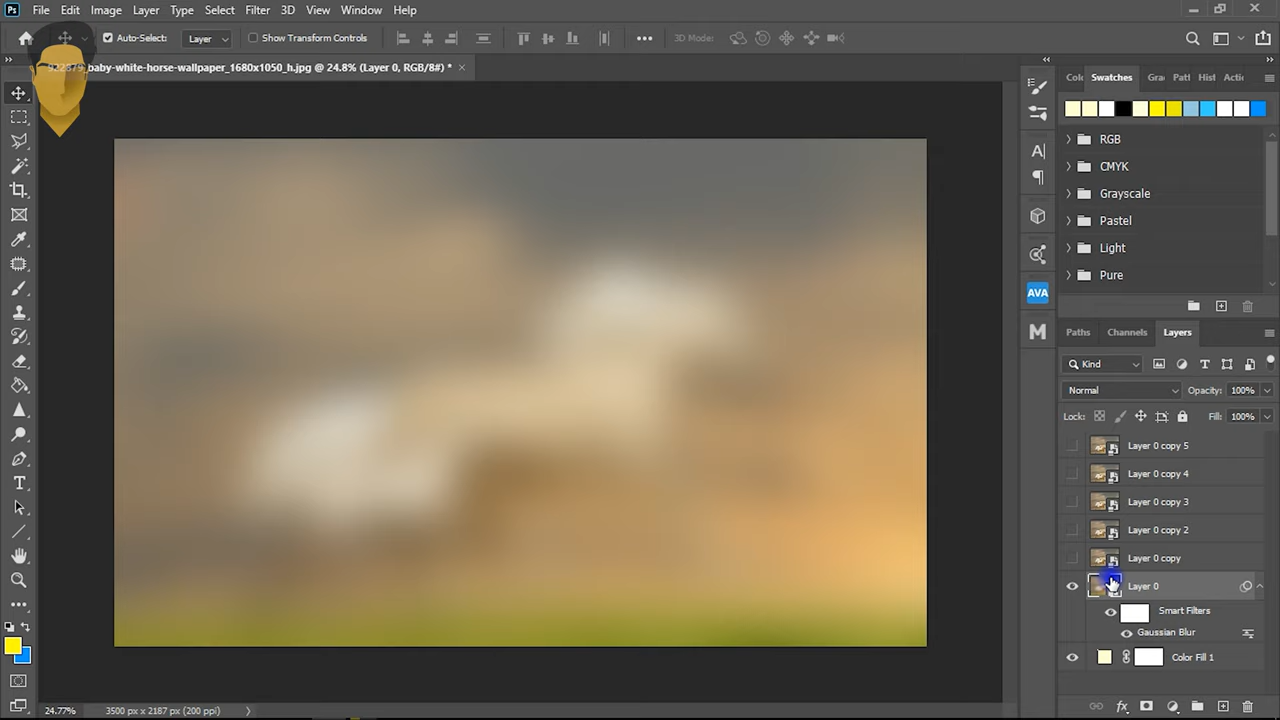 Ps File Edit Image Layer Type Select Filter 3D View Window Help
Auto-Select: Layer Show Transform Controls 3D Mode:
baby-white-horse-wallpaper_1680x1050_h.jpg @ 24.8% (Layer 0, RGB/8#) *
Swatches Hist Acti
RGB
CMYK
Grayscale
Pastel
Light
Pure
AVA
M
Paths Channels Layers
Kind
Normal Opacity: 100%
Lock: Fill: 100%
Layer 0 copy 5
Layer 0 copy 4
Layer 0 copy 3
Layer 0 copy 2
Layer 0 copy
Layer 0
Smart Filters
Gaussian Blur
Color Fill 1
24.77% 3500 px x 2187 px (200 ppi)